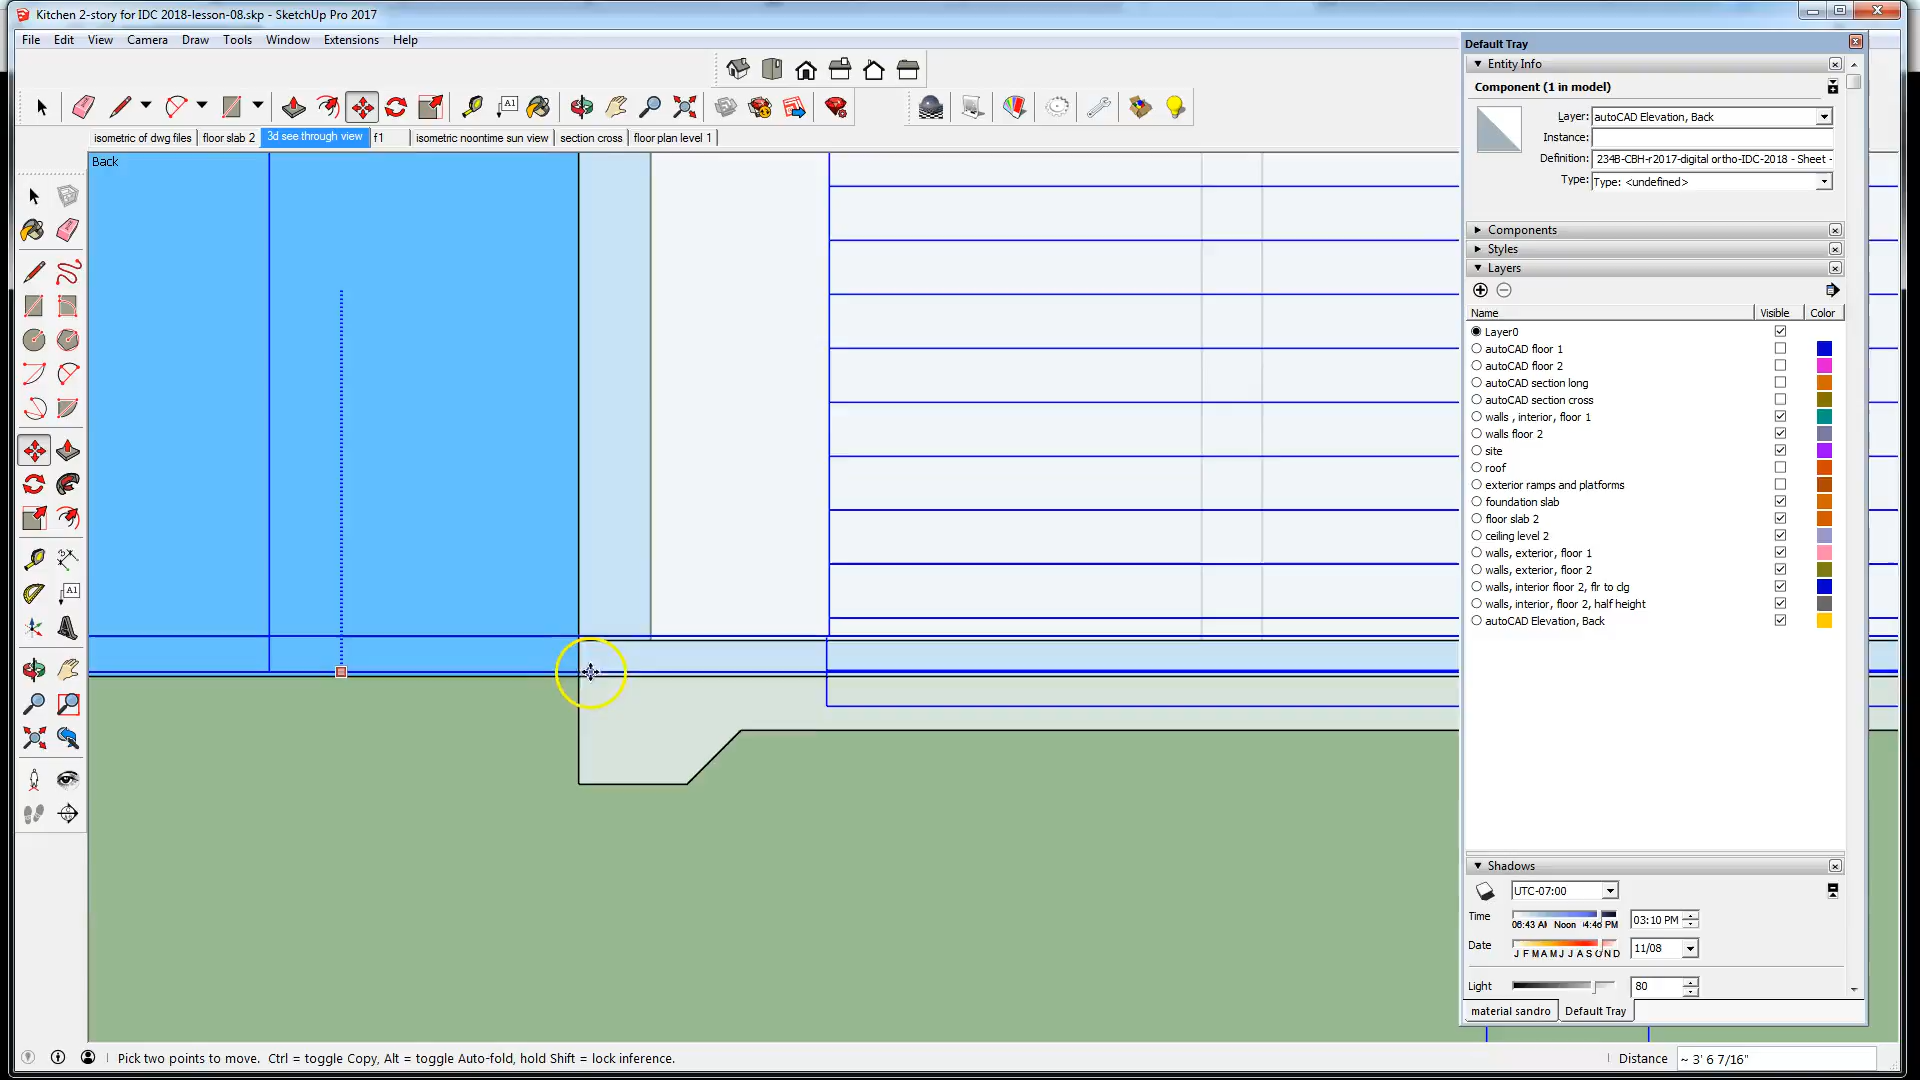 Kitchen 2-story for IDC 2018-lesson-08.skp - SketchUp Pro 2017
File Edit View Camera Draw Tools Window Extensions Help
Default Tray
Entity Info
Component (1 in model)
Layer: autoCAD Elevation, Back
Instance:
Definition: 234B-CBH-r2017-digital ortho-IDC-2018 - Sheet -
Type: Type: <undefined>
A1
isometric of dwg files floor slab 2 3d see through view f1 isometric noontime sun view section cross floor plan level 1
Back
A1
Components
Styles
Layers
Name Visible Color
Layer0
autoCAD floor 1
autoCAD floor 2
autoCAD section long
autoCAD section cross
walls , interior, floor 1
walls floor 2
site
roof
exterior ramps and platforms
foundation slab
floor slab 2
ceiling level 2
walls, exterior, floor 1
walls, exterior, floor 2
walls, interior floor 2, flr to clg
walls, interior, floor 2, half height
autoCAD Elevation, Back
Shadows
UTC-07:00
Time 03:10 PM
06:43 Noon PM
Date 11/08
J F M A M J J A S O N D
Light 80
material sandro Default Tray
Pick two points to move. Ctrl = toggle Copy, Alt = toggle Auto-fold, hold Shift = lock inference.
Distance ~ 3' 6 7/16"